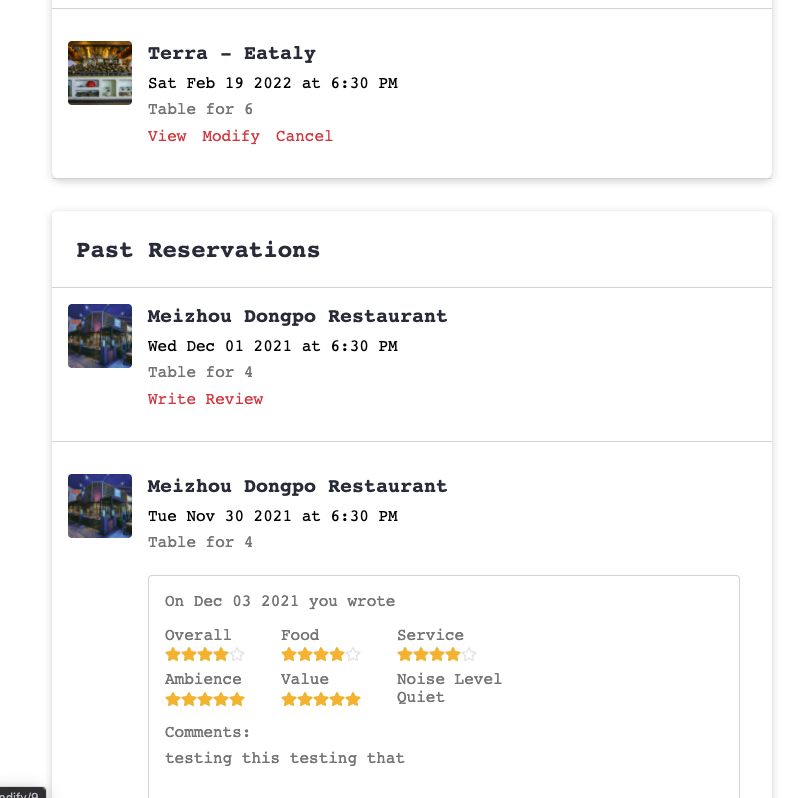 Terra - Eataly
Sat Feb 19 2022 at 6:30 PM
Table for 6
View Modify Cancel
Past Reservations
Meizhou Dongpo Restaurant
Wed Dec 01 2021 at 6:30 PM
Table for 4
Write Review
Meizhou Dongpo Restaurant
Tue Nov 30 2021 at 6:30 PM
Table for 4
On Dec 03 2021 you wrote
Overall Food Service
Ambience Value Noise Level
Quiet
Comments:
testing this testing that